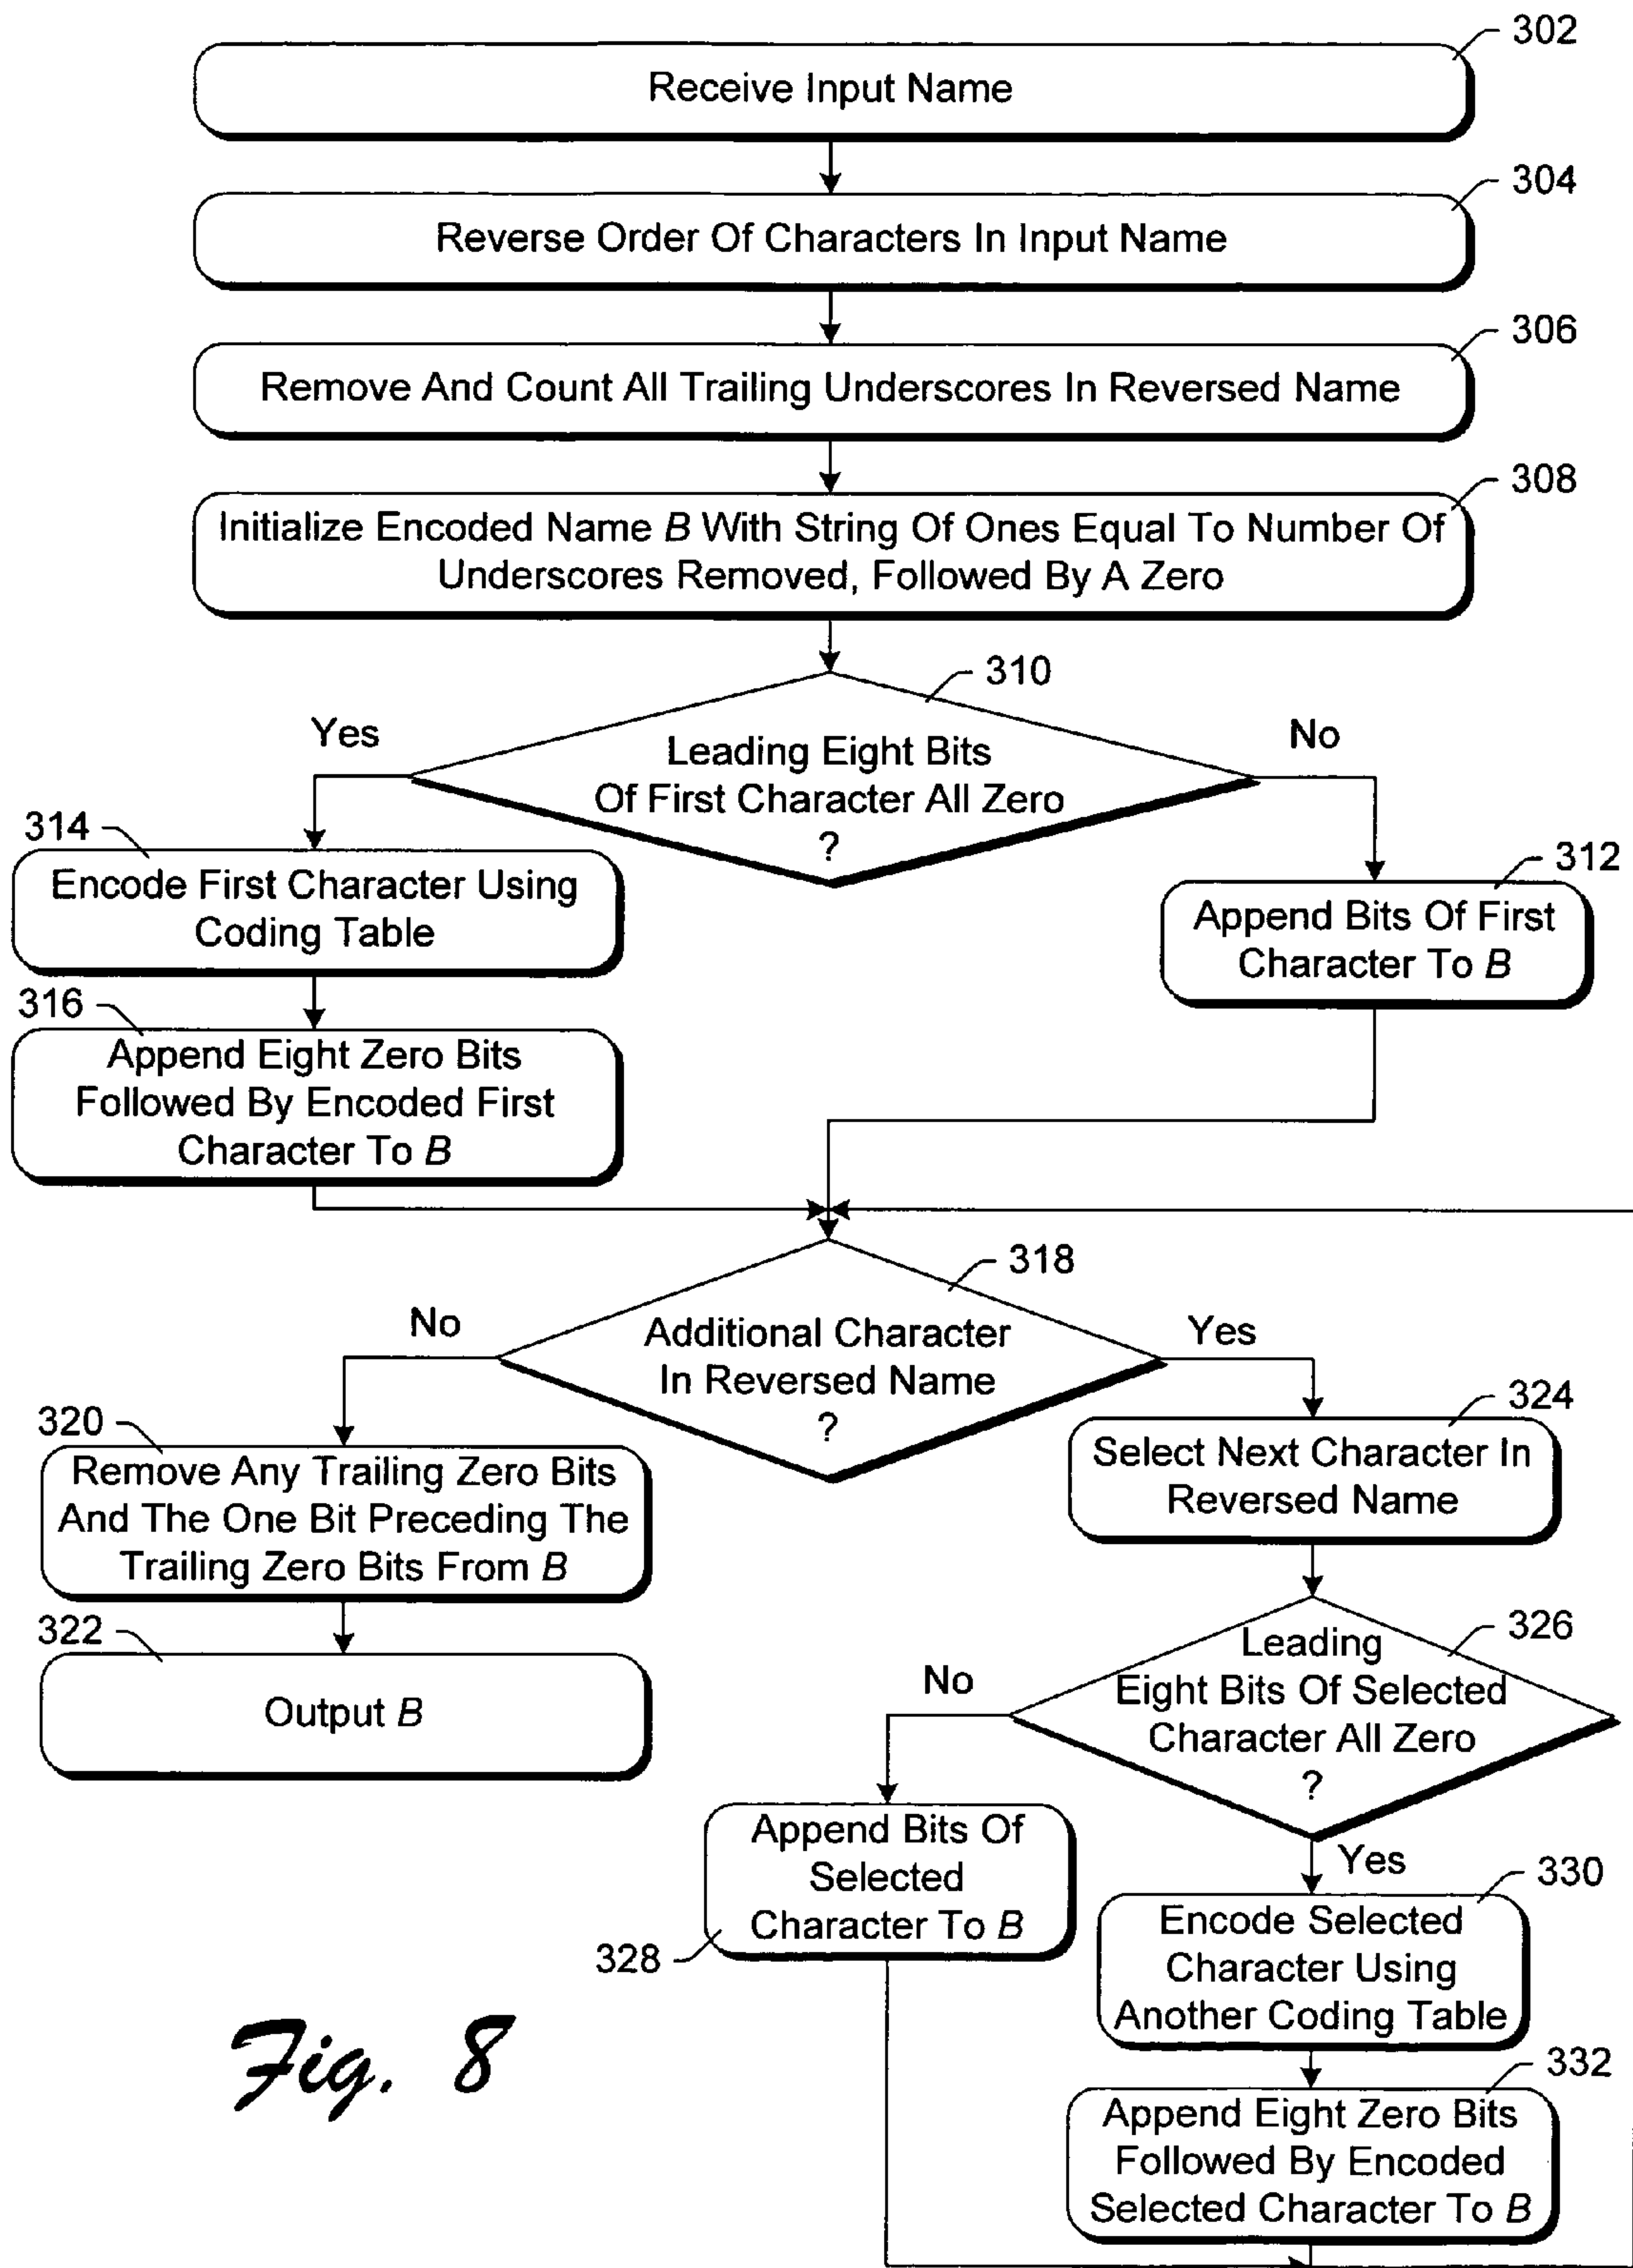 302
Receive Input Name
304
Reverse Order Of Characters In Input Name
306
Remove And Count All Trailing Underscores In Reversed Name
308
Initialize Encoded Name B With String Of Ones Equal To Number Of
Underscores Removed, Followed By A Zero
310
Yes
No
Leading Eight Bits
Of First Character All Zero
?
314
Encode First Character Using
Coding Table
312
Append Bits Of First
Character To B
316
Append Eight Zero Bits
Followed By Encoded First
Character To B
318
No
Yes
Additional Character
In Reversed Name
?
320
Remove Any Trailing Zero Bits
And The One Bit Preceding The
Trailing Zero Bits From B
324
Select Next Character In
Reversed Name
322
Output B
326
No
Leading
Eight Bits Of Selected
Character All Zero
?
Yes
Append Bits Of
Selected
Character To B
328
330
Encode Selected
Character Using
Another Coding Table
332
Append Eight Zero Bits
Followed By Encoded
Selected Character To B
Fig. 8